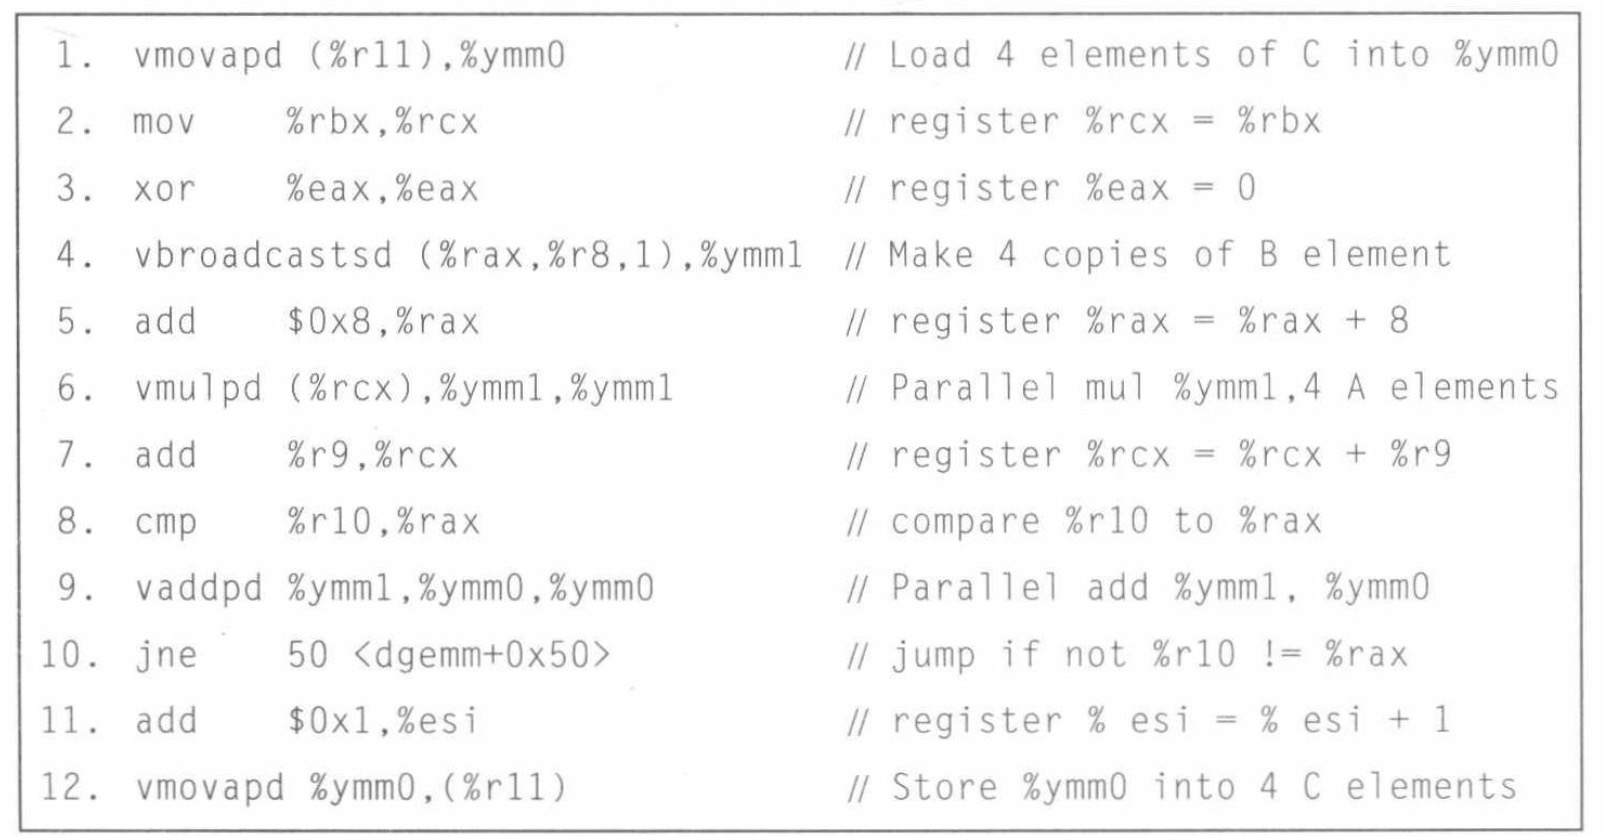 1. vmovapd (%r11),%ymm0 // Load 4 elements of C into %ymm0
2. mov %rbx,%rcx // register %rcx = %rbx
3. xor %eax,%eax // register %eax = 0
4. vbroadcastsd (%rax,%r8,1),%ymm1 // Make 4 copies of B element
5. add $0x8,%rax // register %rax = %rax + 8
6. vmulpd (%rcx),%ymm1,%ymm1 // Parallel mul %ymm1,4 A elements
7. add %r9,%rcx // register %rcx = %rcx + %r9
8. cmp %r10,%rax // compare %r10 to %rax
9. vaddpd %ymm1,%ymm0,%ymm0 // Parallel add %ymm1, %ymm0
10. jne 50 <dgemm+0x50> // jump if not %r10 != %rax
11. add $0x1,%esi // register % esi = % esi + 1
12. vmovapd %ymm0,(%r11) // Store %ymm0 into 4 C elements